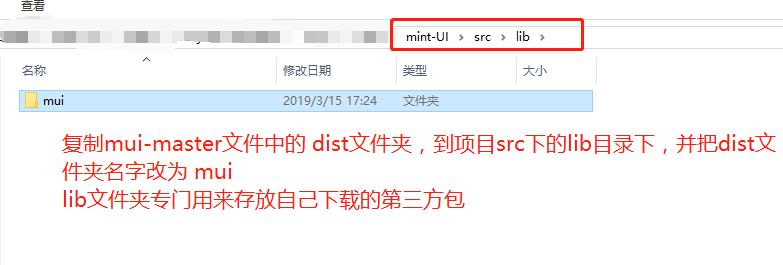 查看
mint-UI > src > lib >
名称 修改日期 类型 大小
mui 2019/3/15 17:24 文件夹
复制mui-master文件中的 dist文件夹，到项目src下的lib目录下，并把dist文
件夹名字改为 mui
lib文件夹专门用来存放自己下载的第三方包